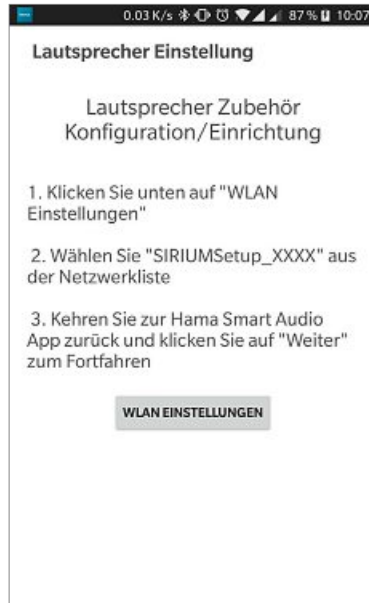 0.03 K/s 87% 10:07
Lautsprecher Einstellung
Lautsprecher Zubehör
Konfiguration/Einrichtung
1. Klicken Sie unten auf "WLAN
Einstellungen"
2. Wählen Sie "SIRIUMSetup_XXXX" aus
der Netzwerkliste
3. Kehren Sie zur Hama Smart Audio
App zurück und klicken Sie auf "Weiter"
zum Fortfahren
WLAN EINSTELLUNGEN